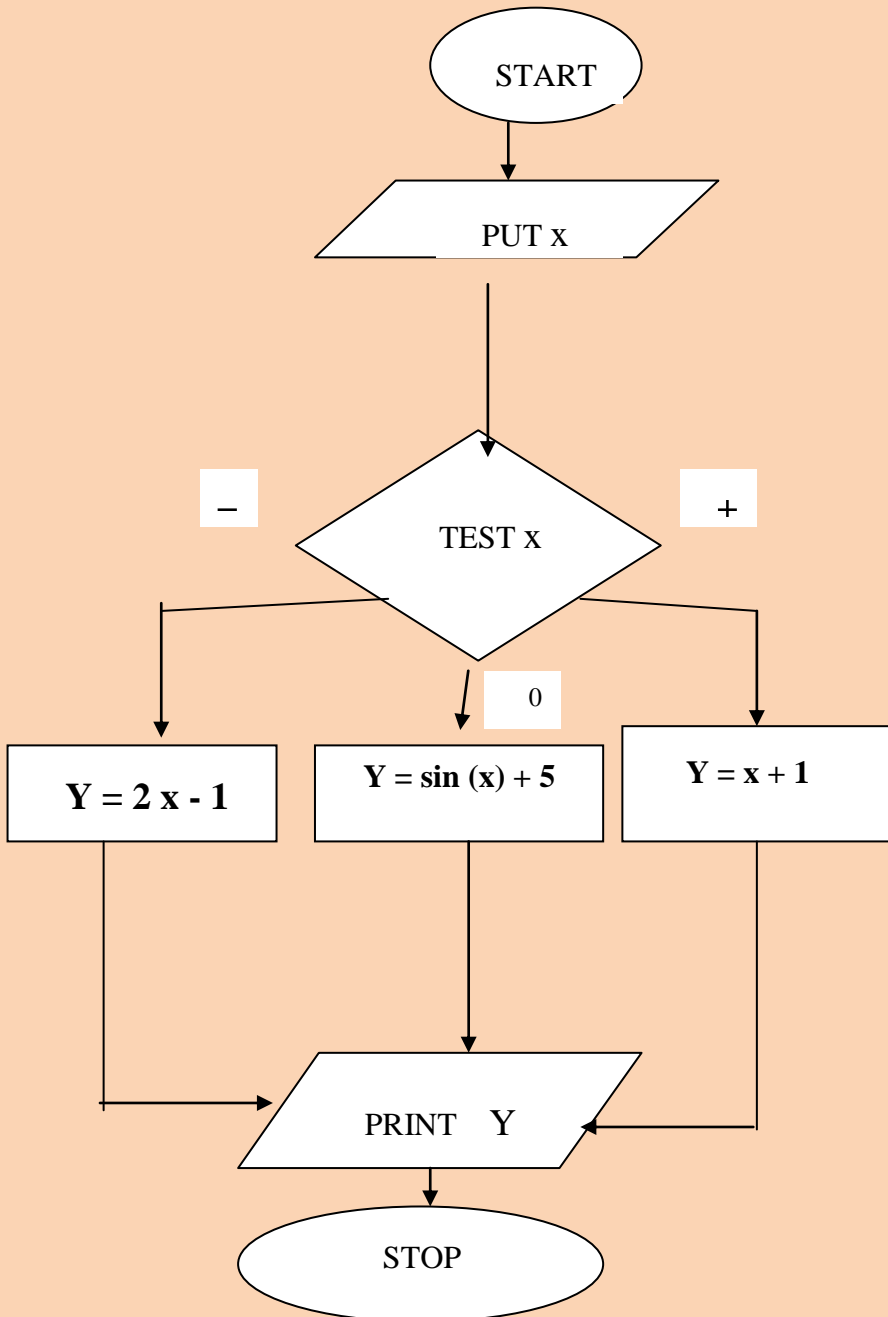 START
PUT x
–
+
TEST x
0
Y = 2 x - 1
Y = sin (x) + 5
Y = x + 1
PRINT Y
STOP